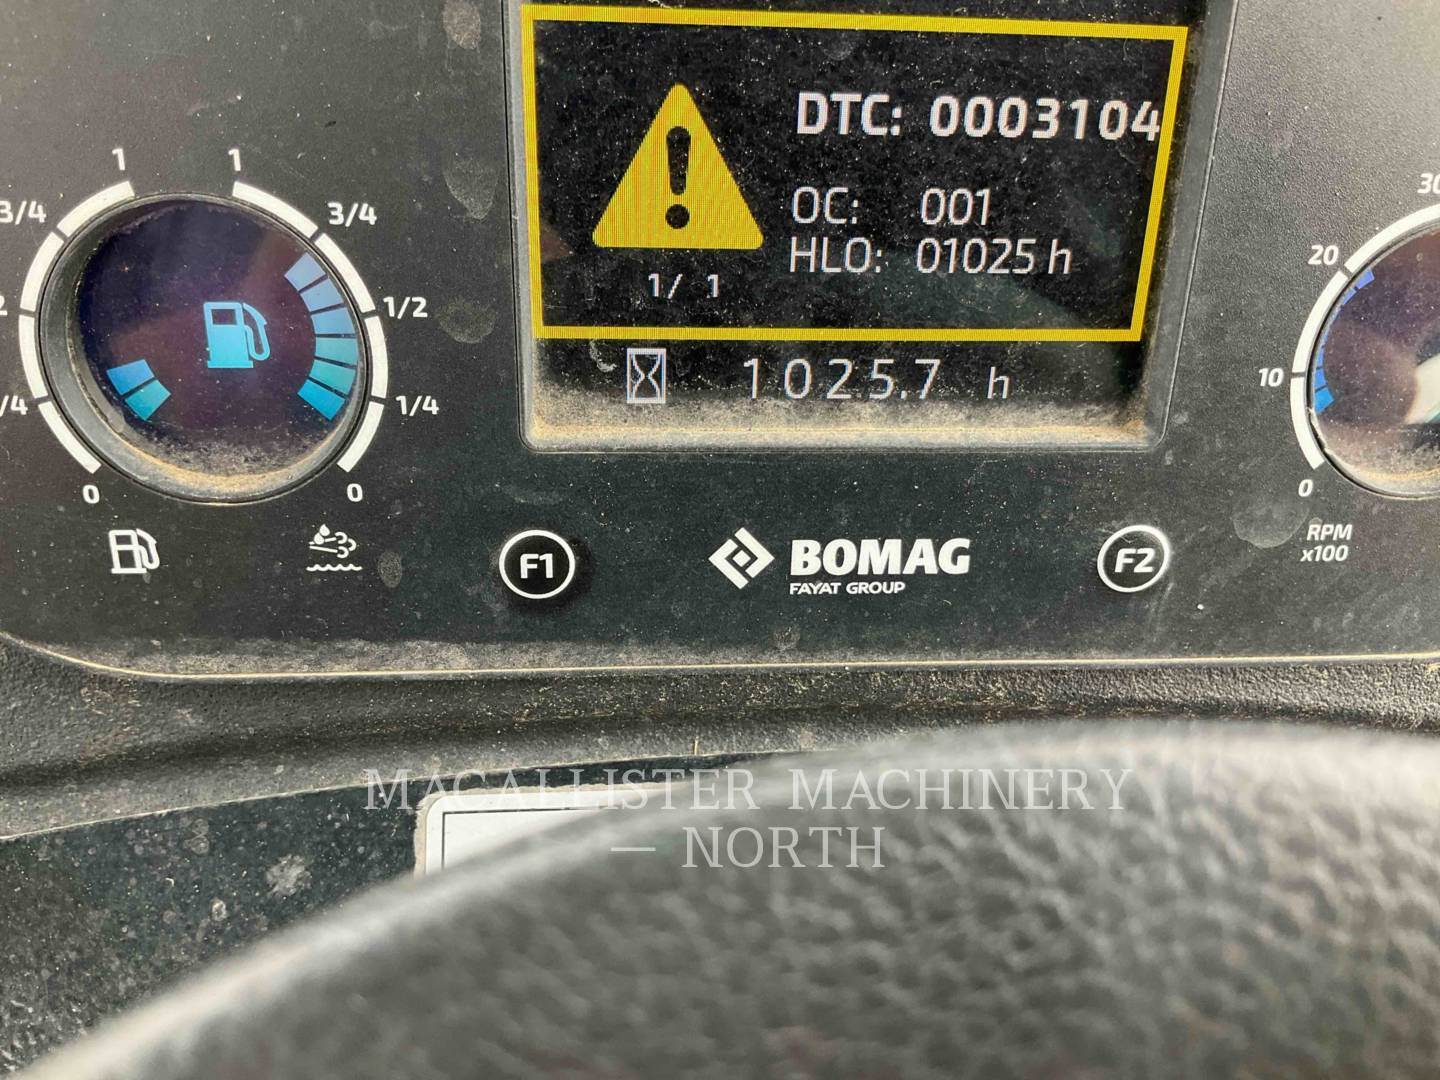 DTC: 0003104
OC: 001
HLO: 01025 h
1/ 1
1025.7 h
1 1
3/4 3/4
1/2
/4 1/4
0 0
30
20
10
0
RPM
x100
F1
BOMAG
FAYAT GROUP
F2
MACALLISTER MACHINERY
— NORTH